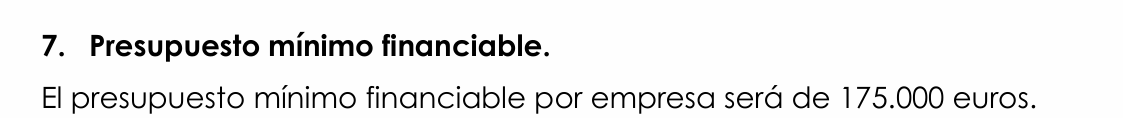 7. Presupuesto mínimo financiable.
El presupuesto mínimo financiable por empresa será de 175.000 euros.